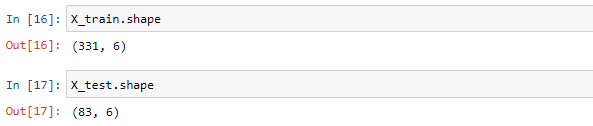 In [16]: X_train.shape
Out[16]: (331, 6)
In [17]: X_test.shape
Out[17]: (83, 6)